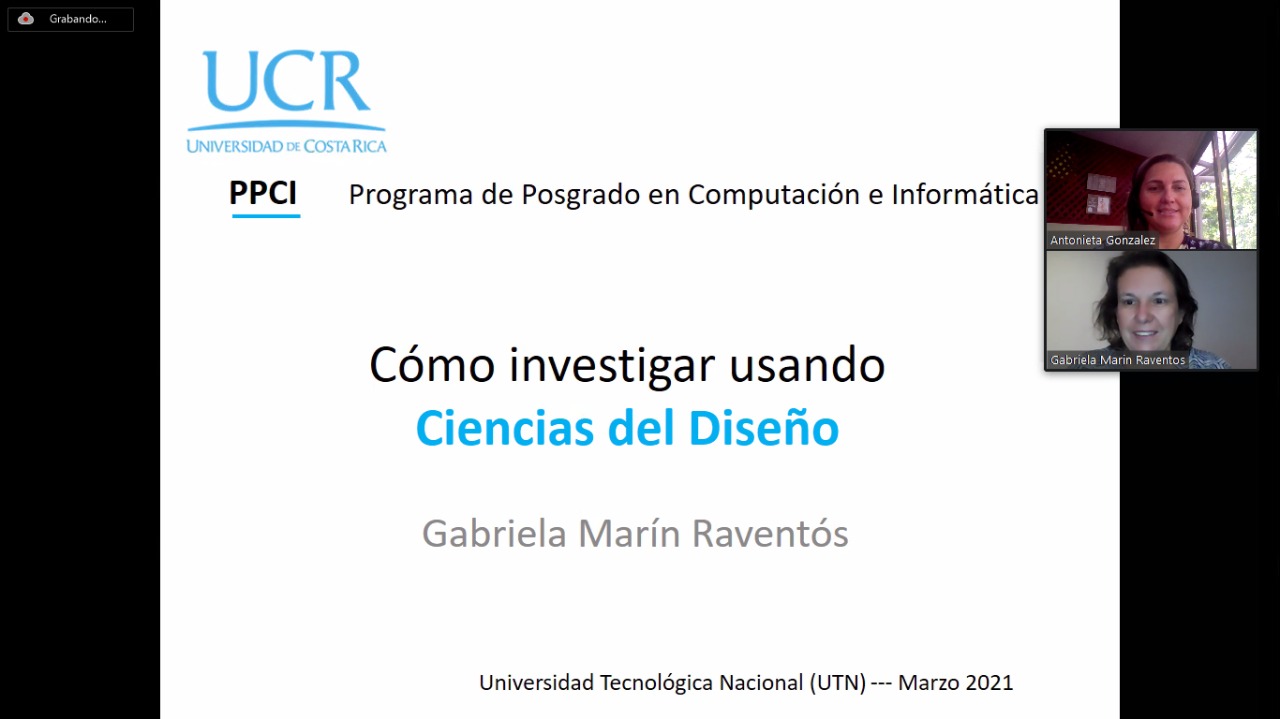 Grabando...
UCR
UNIVERSIDAD DE COSTA RICA
PPCI Programa de Posgrado en Computación e Informática
Antonieta Gonzalez
Gabriela Marin Raventos
Cómo investigar usando
Ciencias del Diseño
Gabriela Marín Raventós
Universidad Tecnológica Nacional (UTN) --- Marzo 2021